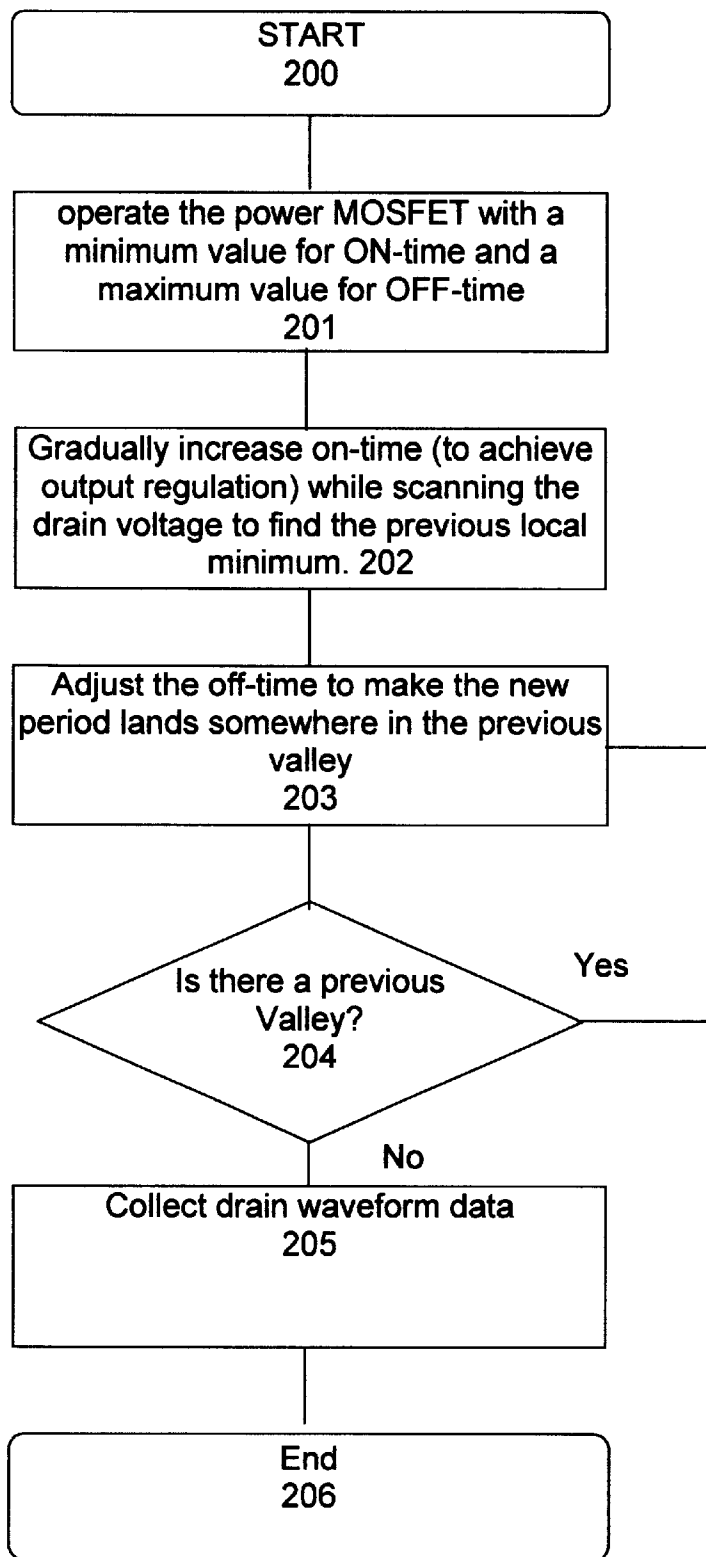 START
200
operate the power MOSFET with a
minimum value for ON-time and a
maximum value for OFF-time
201
Gradually increase on-time (to achieve
output regulation) while scanning the
drain voltage to find the previous local
minimum. 202
Adjust the off-time to make the new
period lands somewhere in the previous
valley
203
Is there a previous
Valley?
204
Yes
No
Collect drain waveform data
205
End
206